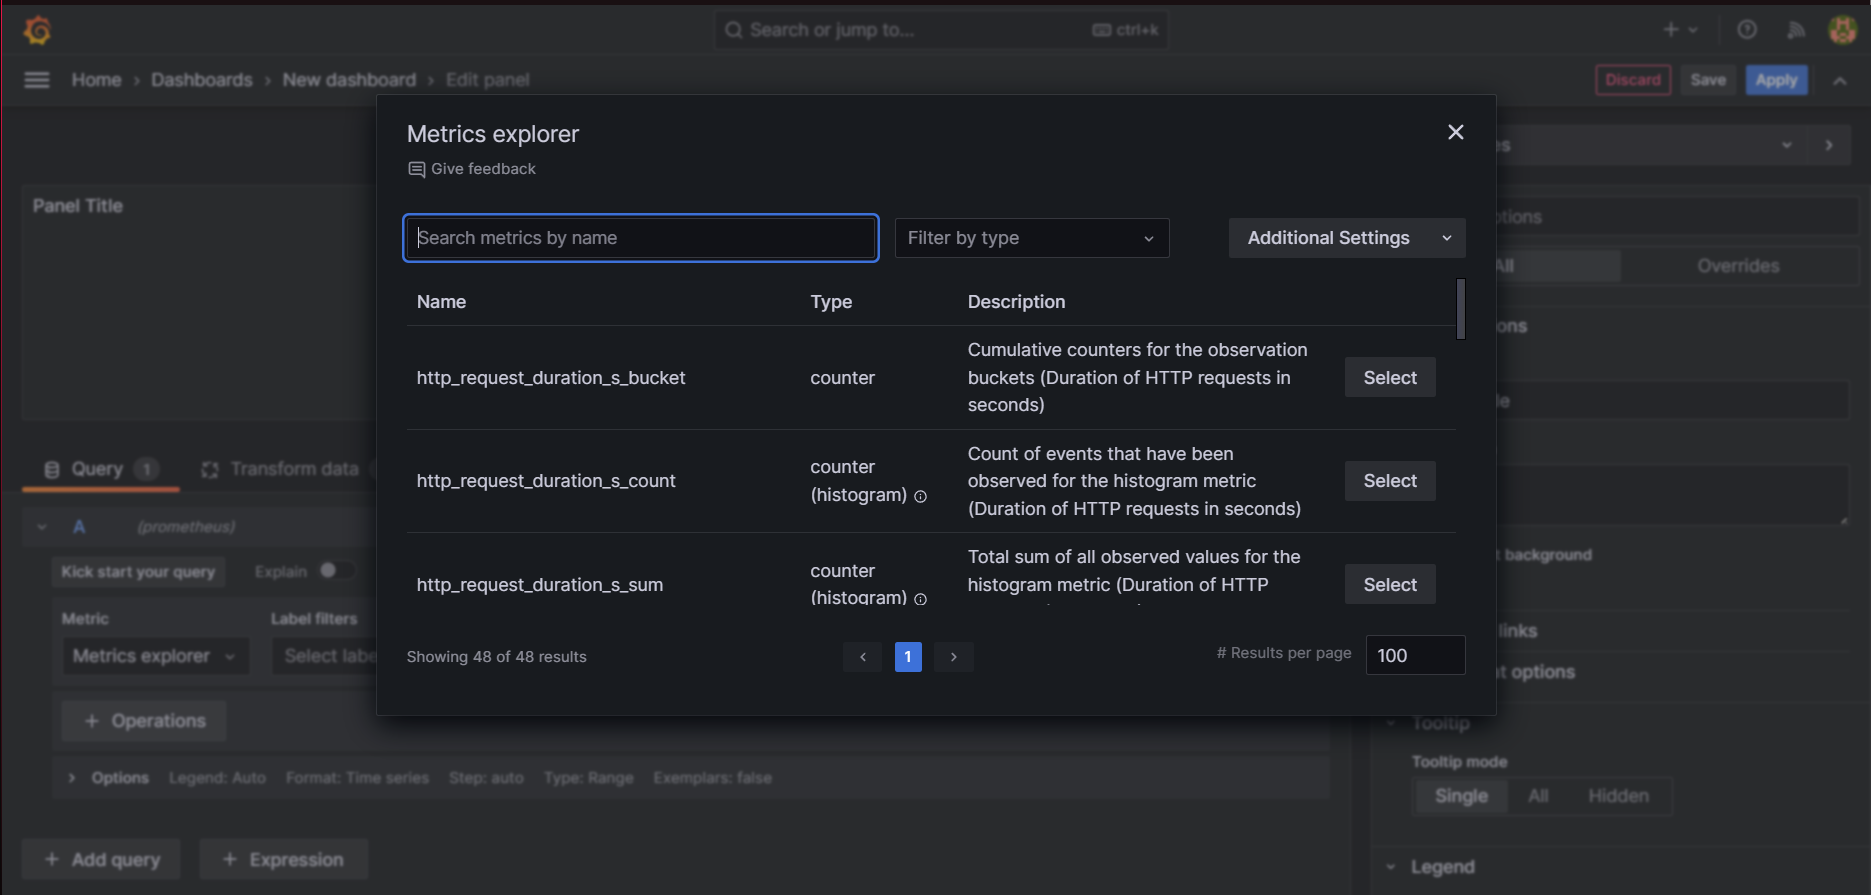 Search or jump to...
ctrl+k
Home
Dashboards
New dashboard
Edit panel
Discard
Save
Apply
Metrics explorer
Give feedback
Panel Title
Search metrics by name
Filter by type
Additional Settings
All
Overrides
Name
Type
Description
http_request_duration_s_bucket
counter
Cumulative counters for the observation
buckets (Duration of HTTP requests in
seconds)
Select
http_request_duration_s_count
counter
(histogram)
Count of events that have been
observed for the histogram metric
(Duration of HTTP requests in seconds)
Select
http_request_duration_s_sum
counter
(histogram)
Total sum of all observed values for the
histogram metric (Duration of HTTP
Select
Showing 48 of 48 results
1
# Results per page
100
Query 1
Transform data
A
(prometheus)
Kick start your query
Explain
Metric
Label filters
Metrics explorer
Select
Operations
Options
Legend: Auto
Format: Time series
Step: auto
Type: Range
Exemplars: false
Add query
Expression
background
links
options
Tooltip
Tooltip mode
Single
All
Hidden
Legend